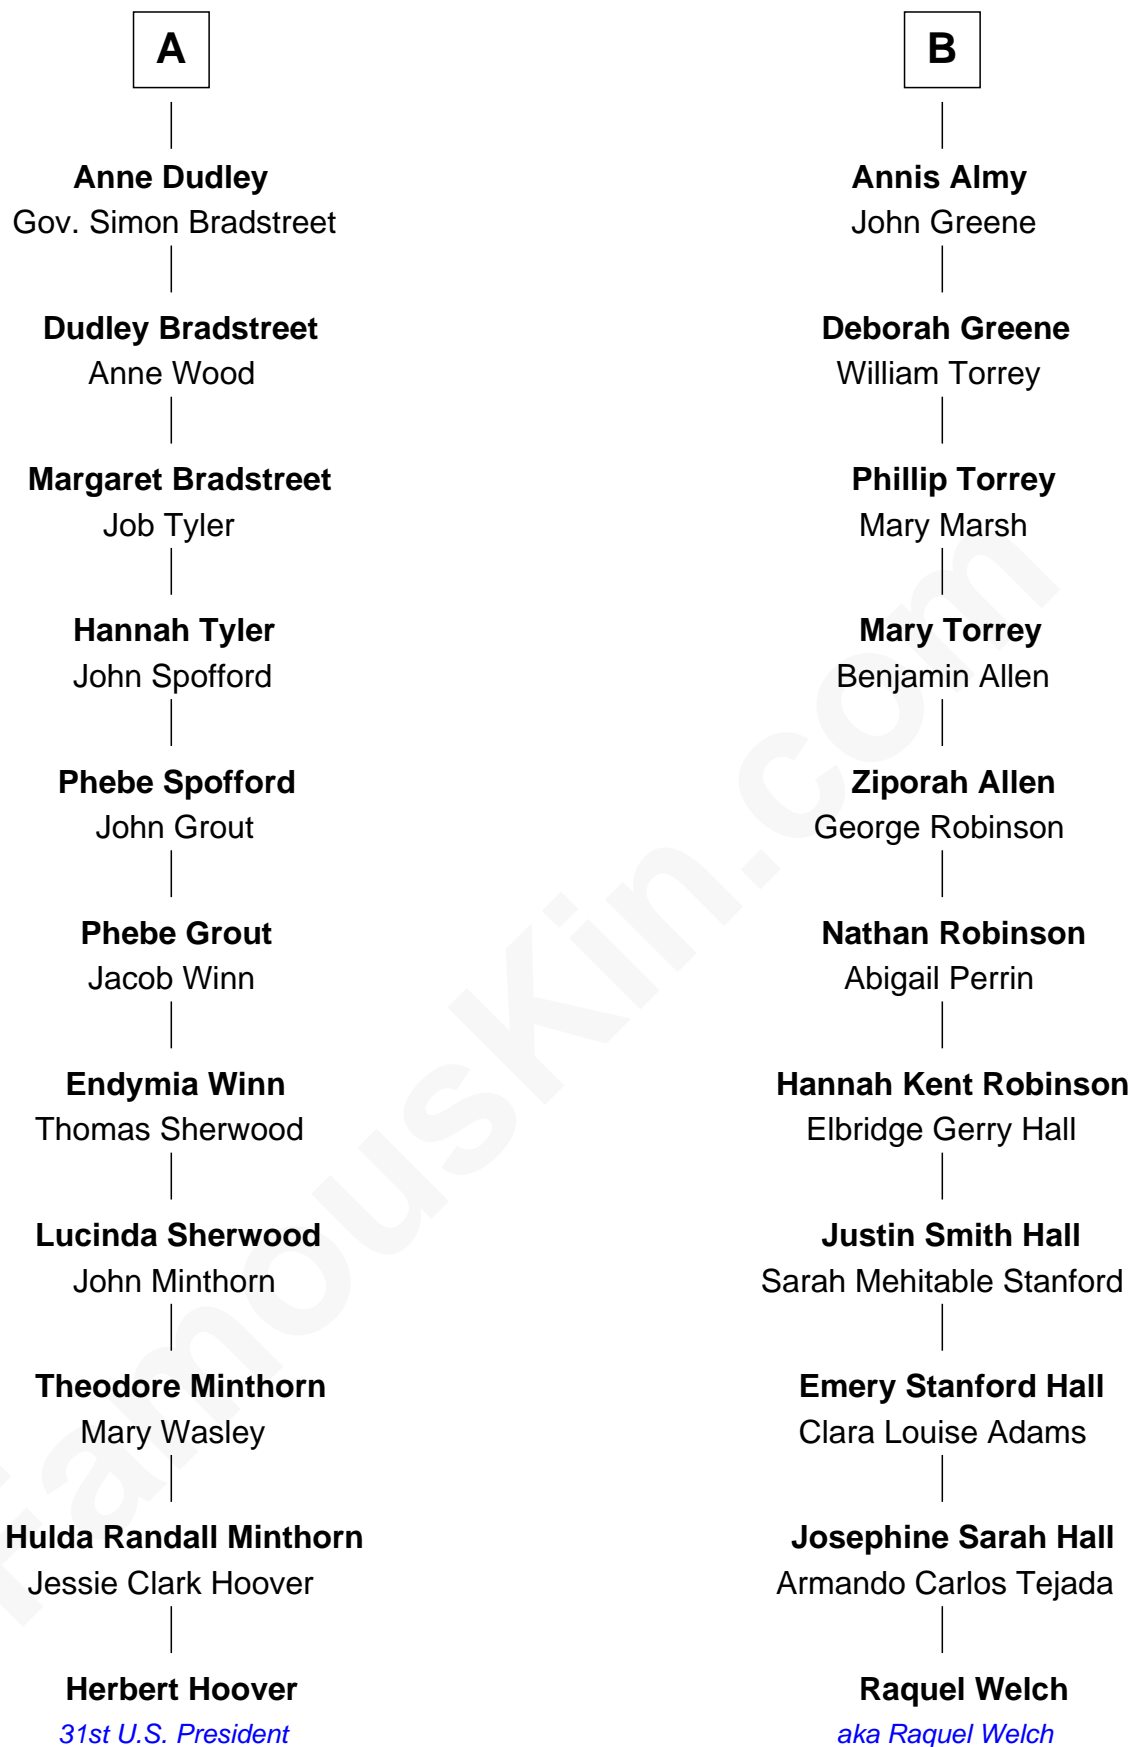 A
Anne Dudley
Gov. Simon Bradstreet
Dudley Bradstreet
Anne Wood
Margaret Bradstreet
Job Tyler
Hannah Tyler
John Spofford
Phebe Spofford
John Grout
Phebe Grout
Jacob Winn
Endymia Winn
Thomas Sherwood
Lucinda Sherwood
John Minthorn
Theodore Minthorn
Mary Wasley
Hulda Randall Minthorn
Jessie Clark Hoover
Herbert Hoover
31st U.S. President
B
Annis Almy
John Greene
Deborah Greene
William Torrey
Phillip Torrey
Mary Marsh
Mary Torrey
Benjamin Allen
Ziporah Allen
George Robinson
Nathan Robinson
Abigail Perrin
Hannah Kent Robinson
Elbridge Gerry Hall
Justin Smith Hall
Sarah Mehitable Stanford
Emery Stanford Hall
Clara Louise Adams
Josephine Sarah Hall
Armando Carlos Tejada
Raquel Welch
aka Raquel Welch
FamousKin.com